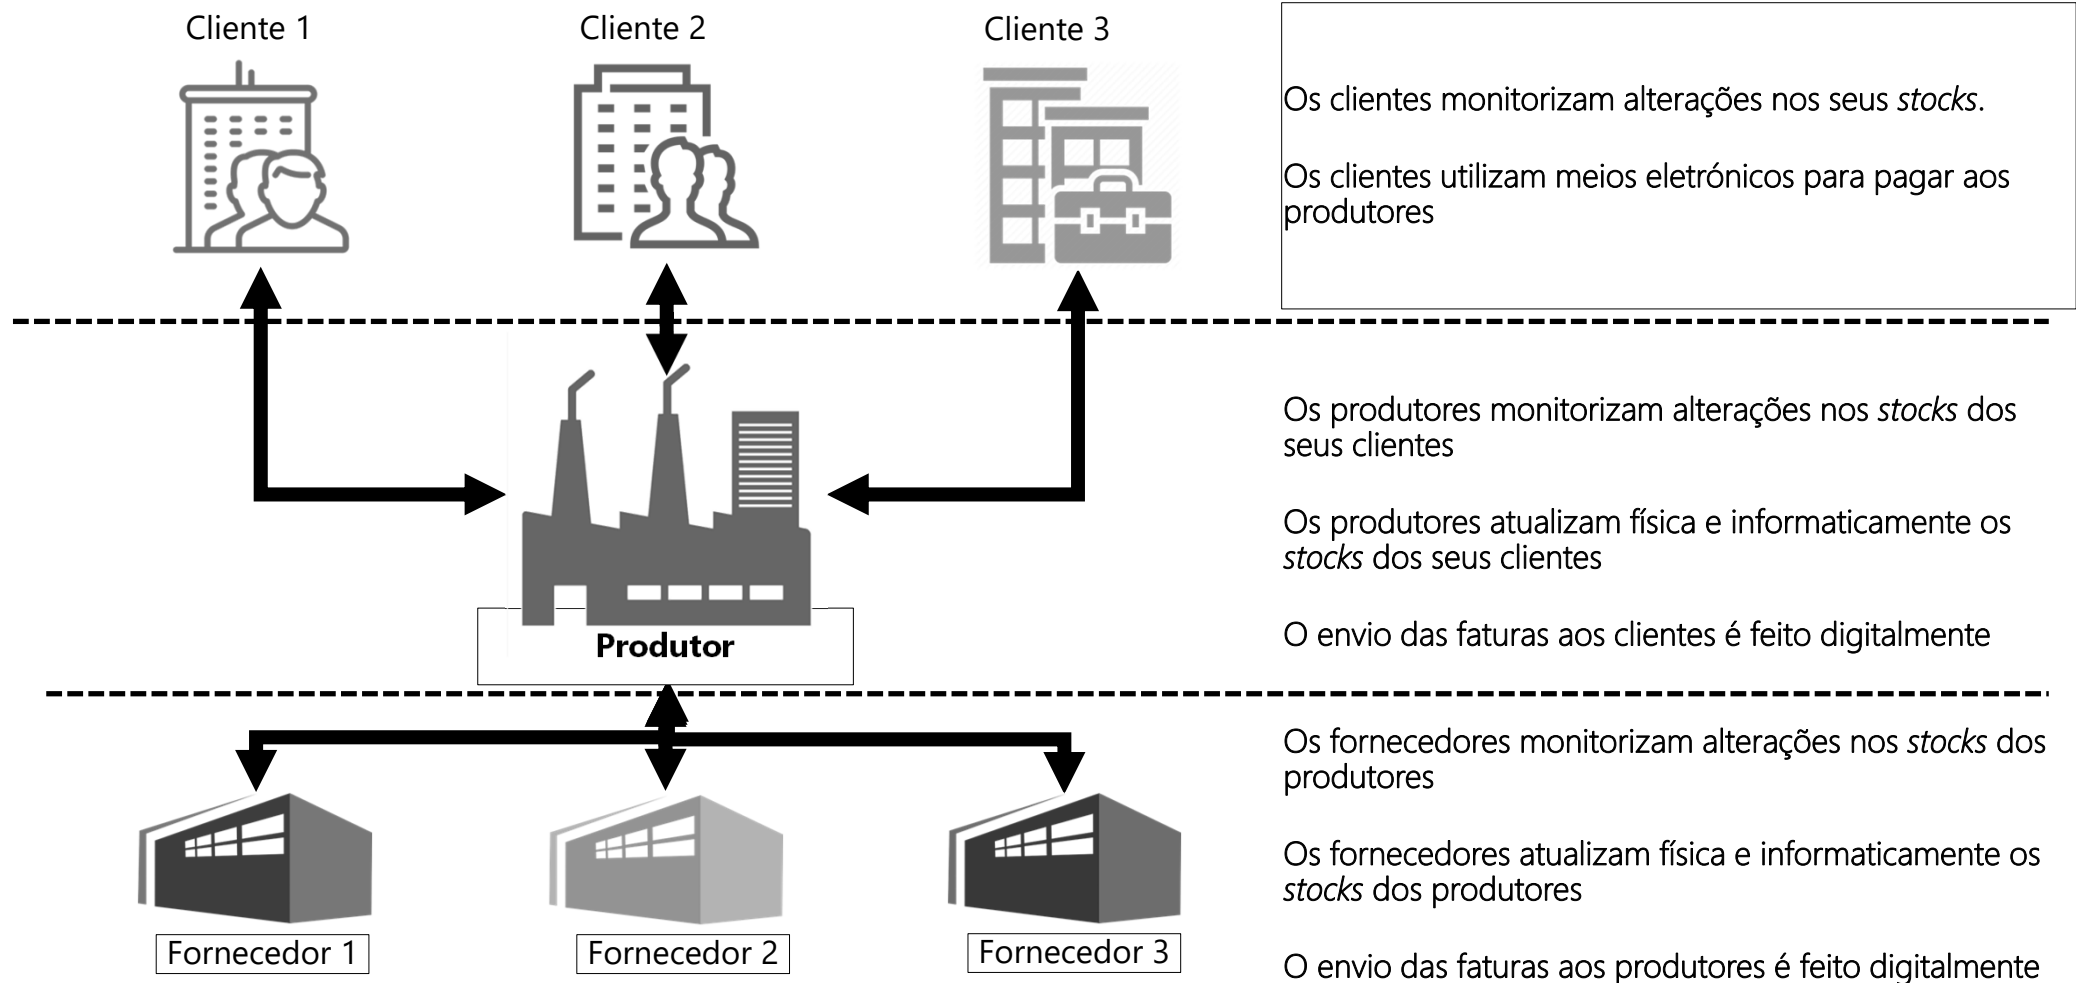 Cliente 1
Cliente 2
Cliente 3
Os clientes monitorizam alterações nos seus stocks.
Os clientes utilizam meios eletrónicos para pagar aos
produtores
Os produtores monitorizam alterações nos stocks dos
seus clientes
Os produtores atualizam física e informaticamente os
stocks dos seus clientes
O envio das faturas aos clientes é feito digitalmente
Produtor
Os fornecedores monitorizam alterações nos stocks dos
produtores
Os fornecedores atualizam física e informaticamente os
stocks dos produtores
O envio das faturas aos produtores é feito digitalmente
Fornecedor 1
Fornecedor 2
Fornecedor 3